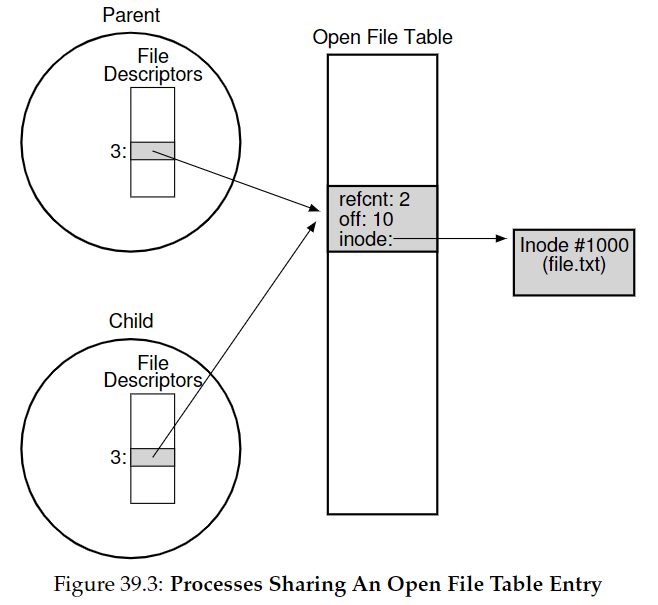 Parent
File
Descriptors
3:
Open File Table
refcnt: 2
off: 10
inode:
Inode #1000
(file.txt)
Child
File
Descriptors
3:
Figure 39.3: Processes Sharing An Open File Table Entry